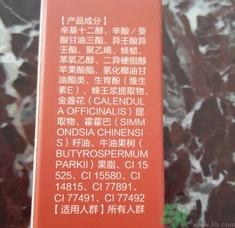 【产品成分】
辛基十二醇、辛酸／癸
酸甘油三酯、异壬酸异
壬酯、聚乙烯、蜂蜡、
苯氧乙醇、二异硬脂醇
苹果酸酯、氢化椰油甘
油酯类、生育酚（维生
素E）、蜂王浆提取物、
金盏花（CALENDUL
A OFFICINALIS）提
取物、霍霍巴（SIMM
ONDSIA CHINENSI
S）籽油、牛油果树（
BUTYROSPERMUM
PARKII）果脂、CI 15
525、CI 15580、CI
14815、CI 77891、
CI 77491、CI 77492
【适用人群】所有人群